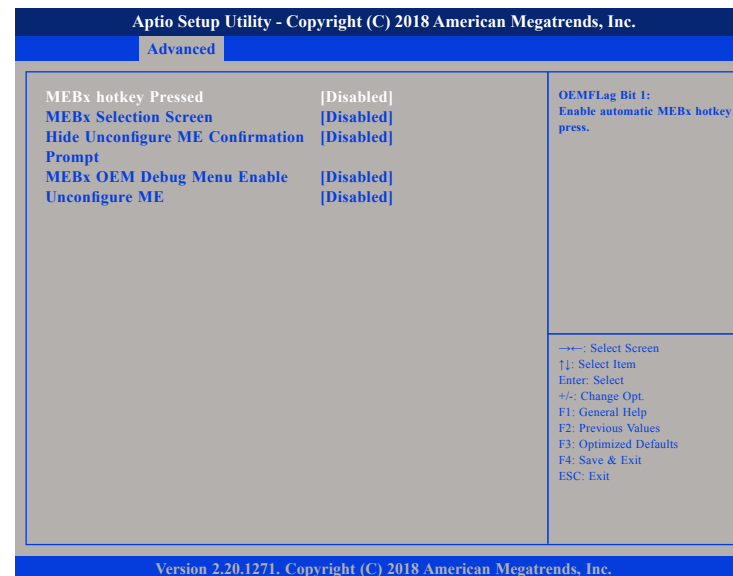 Aptio Setup Utility - Copyright (C) 2018 American Megatrends, Inc.
Advanced
MEBx hotkey Pressed [Disabled]
MEBx Selection Screen [Disabled]
Hide Unconfigure ME Confirmation [Disabled]
Prompt
MEBx OEM Debug Menu Enable [Disabled]
Unconfigure ME [Disabled]
OEMFLag Bit 1:
Enable automatic MEBx hotkey
press.
→←: Select Screen
↑↓: Select Item
Enter: Select
+/-: Change Opt.
F1: General Help
F2: Previous Values
F3: Optimized Defaults
F4: Save & Exit
ESC: Exit
Version 2.20.1271. Copyright (C) 2018 American Megatrends, Inc.